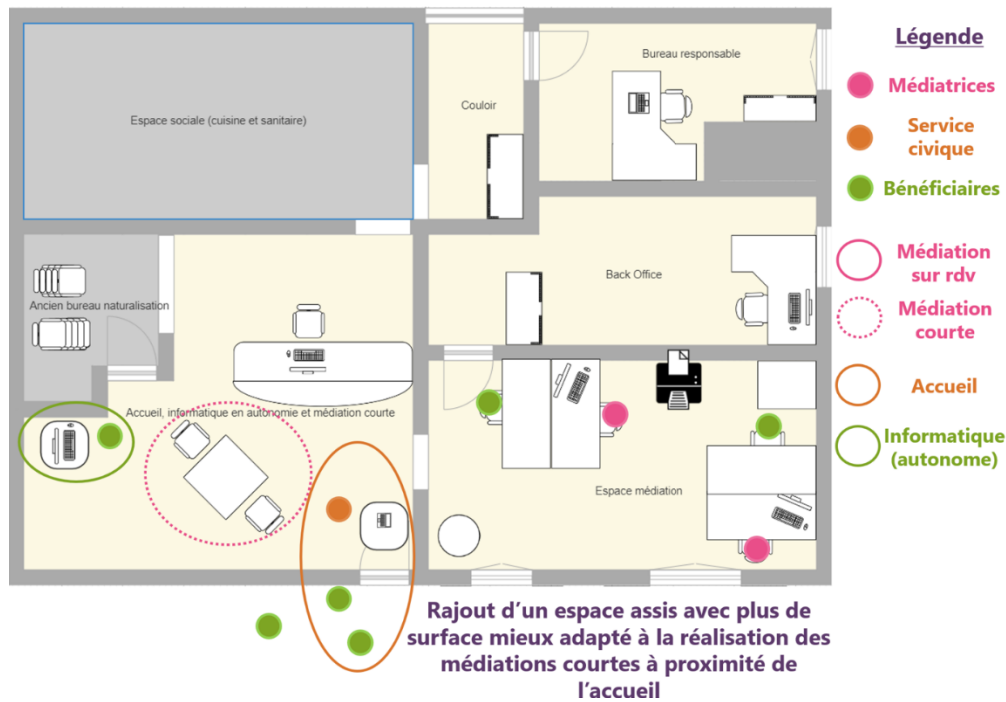 Légende
Bureau responsable
Médiatrices
Couloir
Espace sociale (cuisine et sanitaire)
Service
civique
Bénéficiaires
Médiation
sur rdv
Back Office
Ancien bureau naturalisation
Médiation
courte
Accueil
Accueil, informatique en autonomie et médiation courte
Informatique
(autonome)
Espace médiation
Rajout d’un espace assis avec plus de
surface mieux adapté à la réalisation des
médiations courtes à proximité de
l’accueil